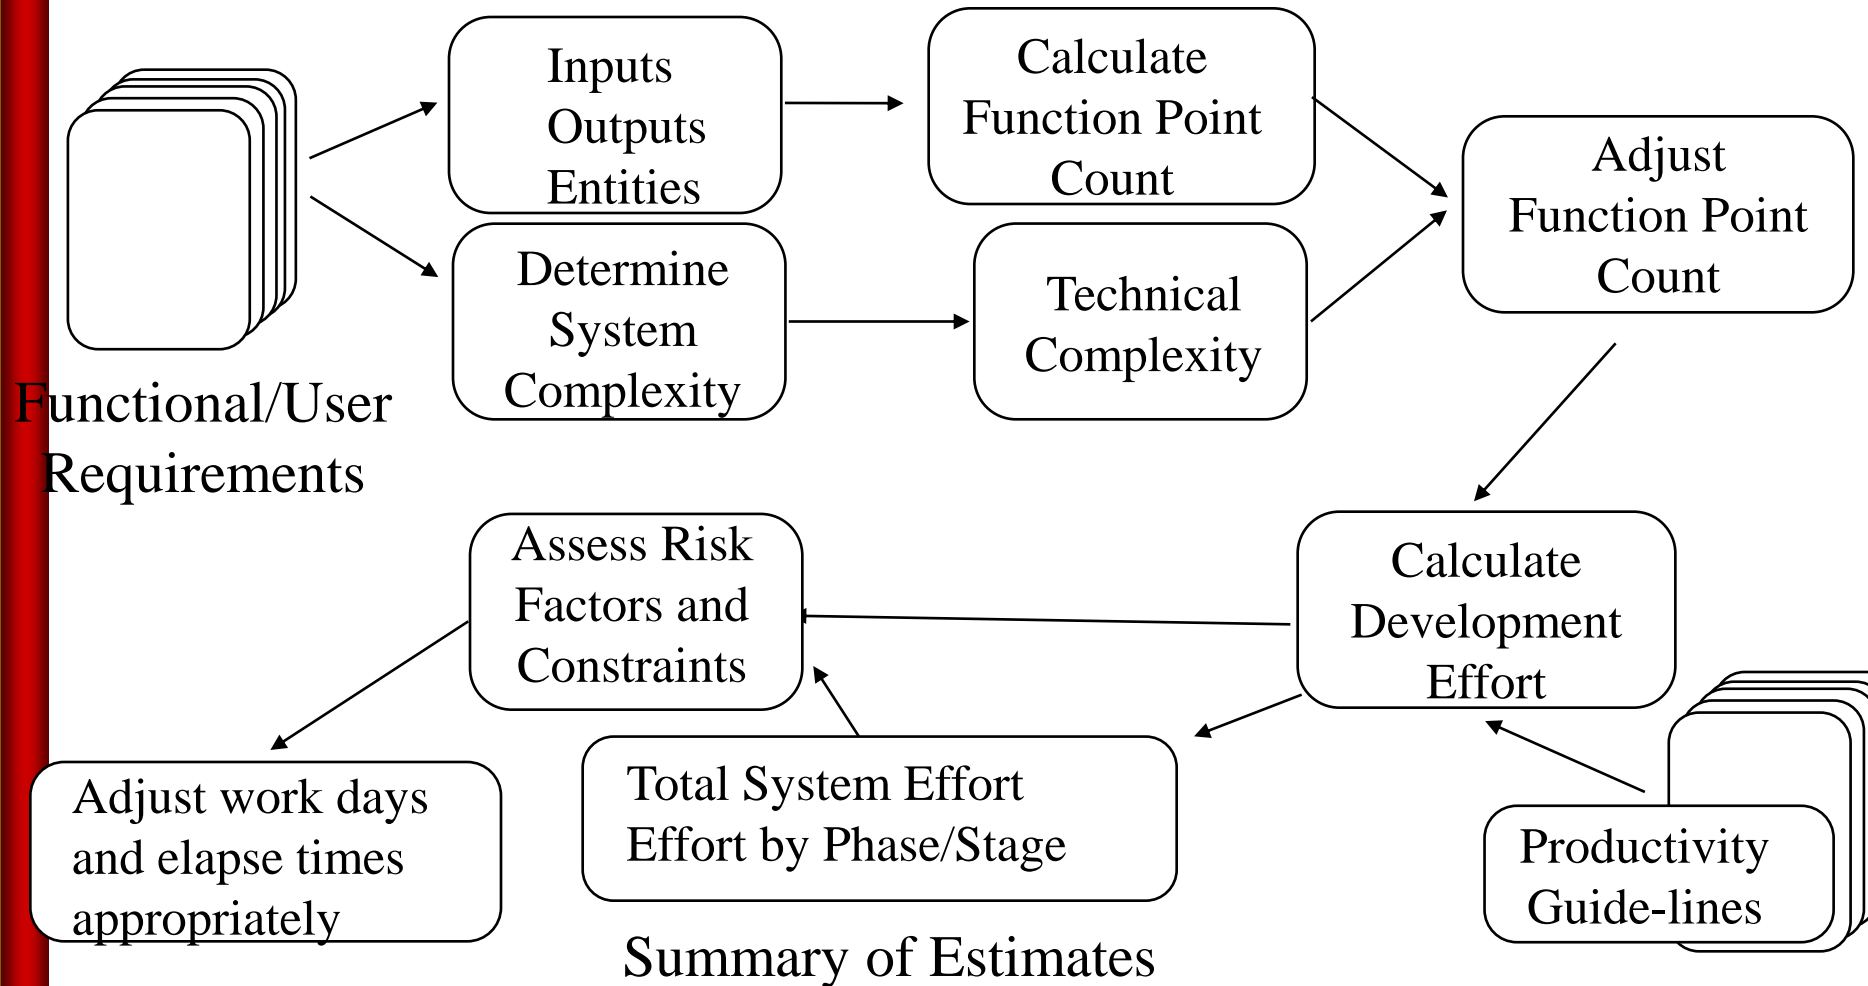 Inputs
Outputs
Entities
Calculate
Function Point
Count
Adjust
Function Point
Count
Determine
System
Complexity
Technical
Complexity
Functional/User
Requirements
Assess Risk
Factors and
Constraints
Calculate
Development
Effort
Adjust work days
and elapse times
appropriately
Total System Effort
Effort by Phase/Stage
Productivity
Guide-lines
Summary of Estimates